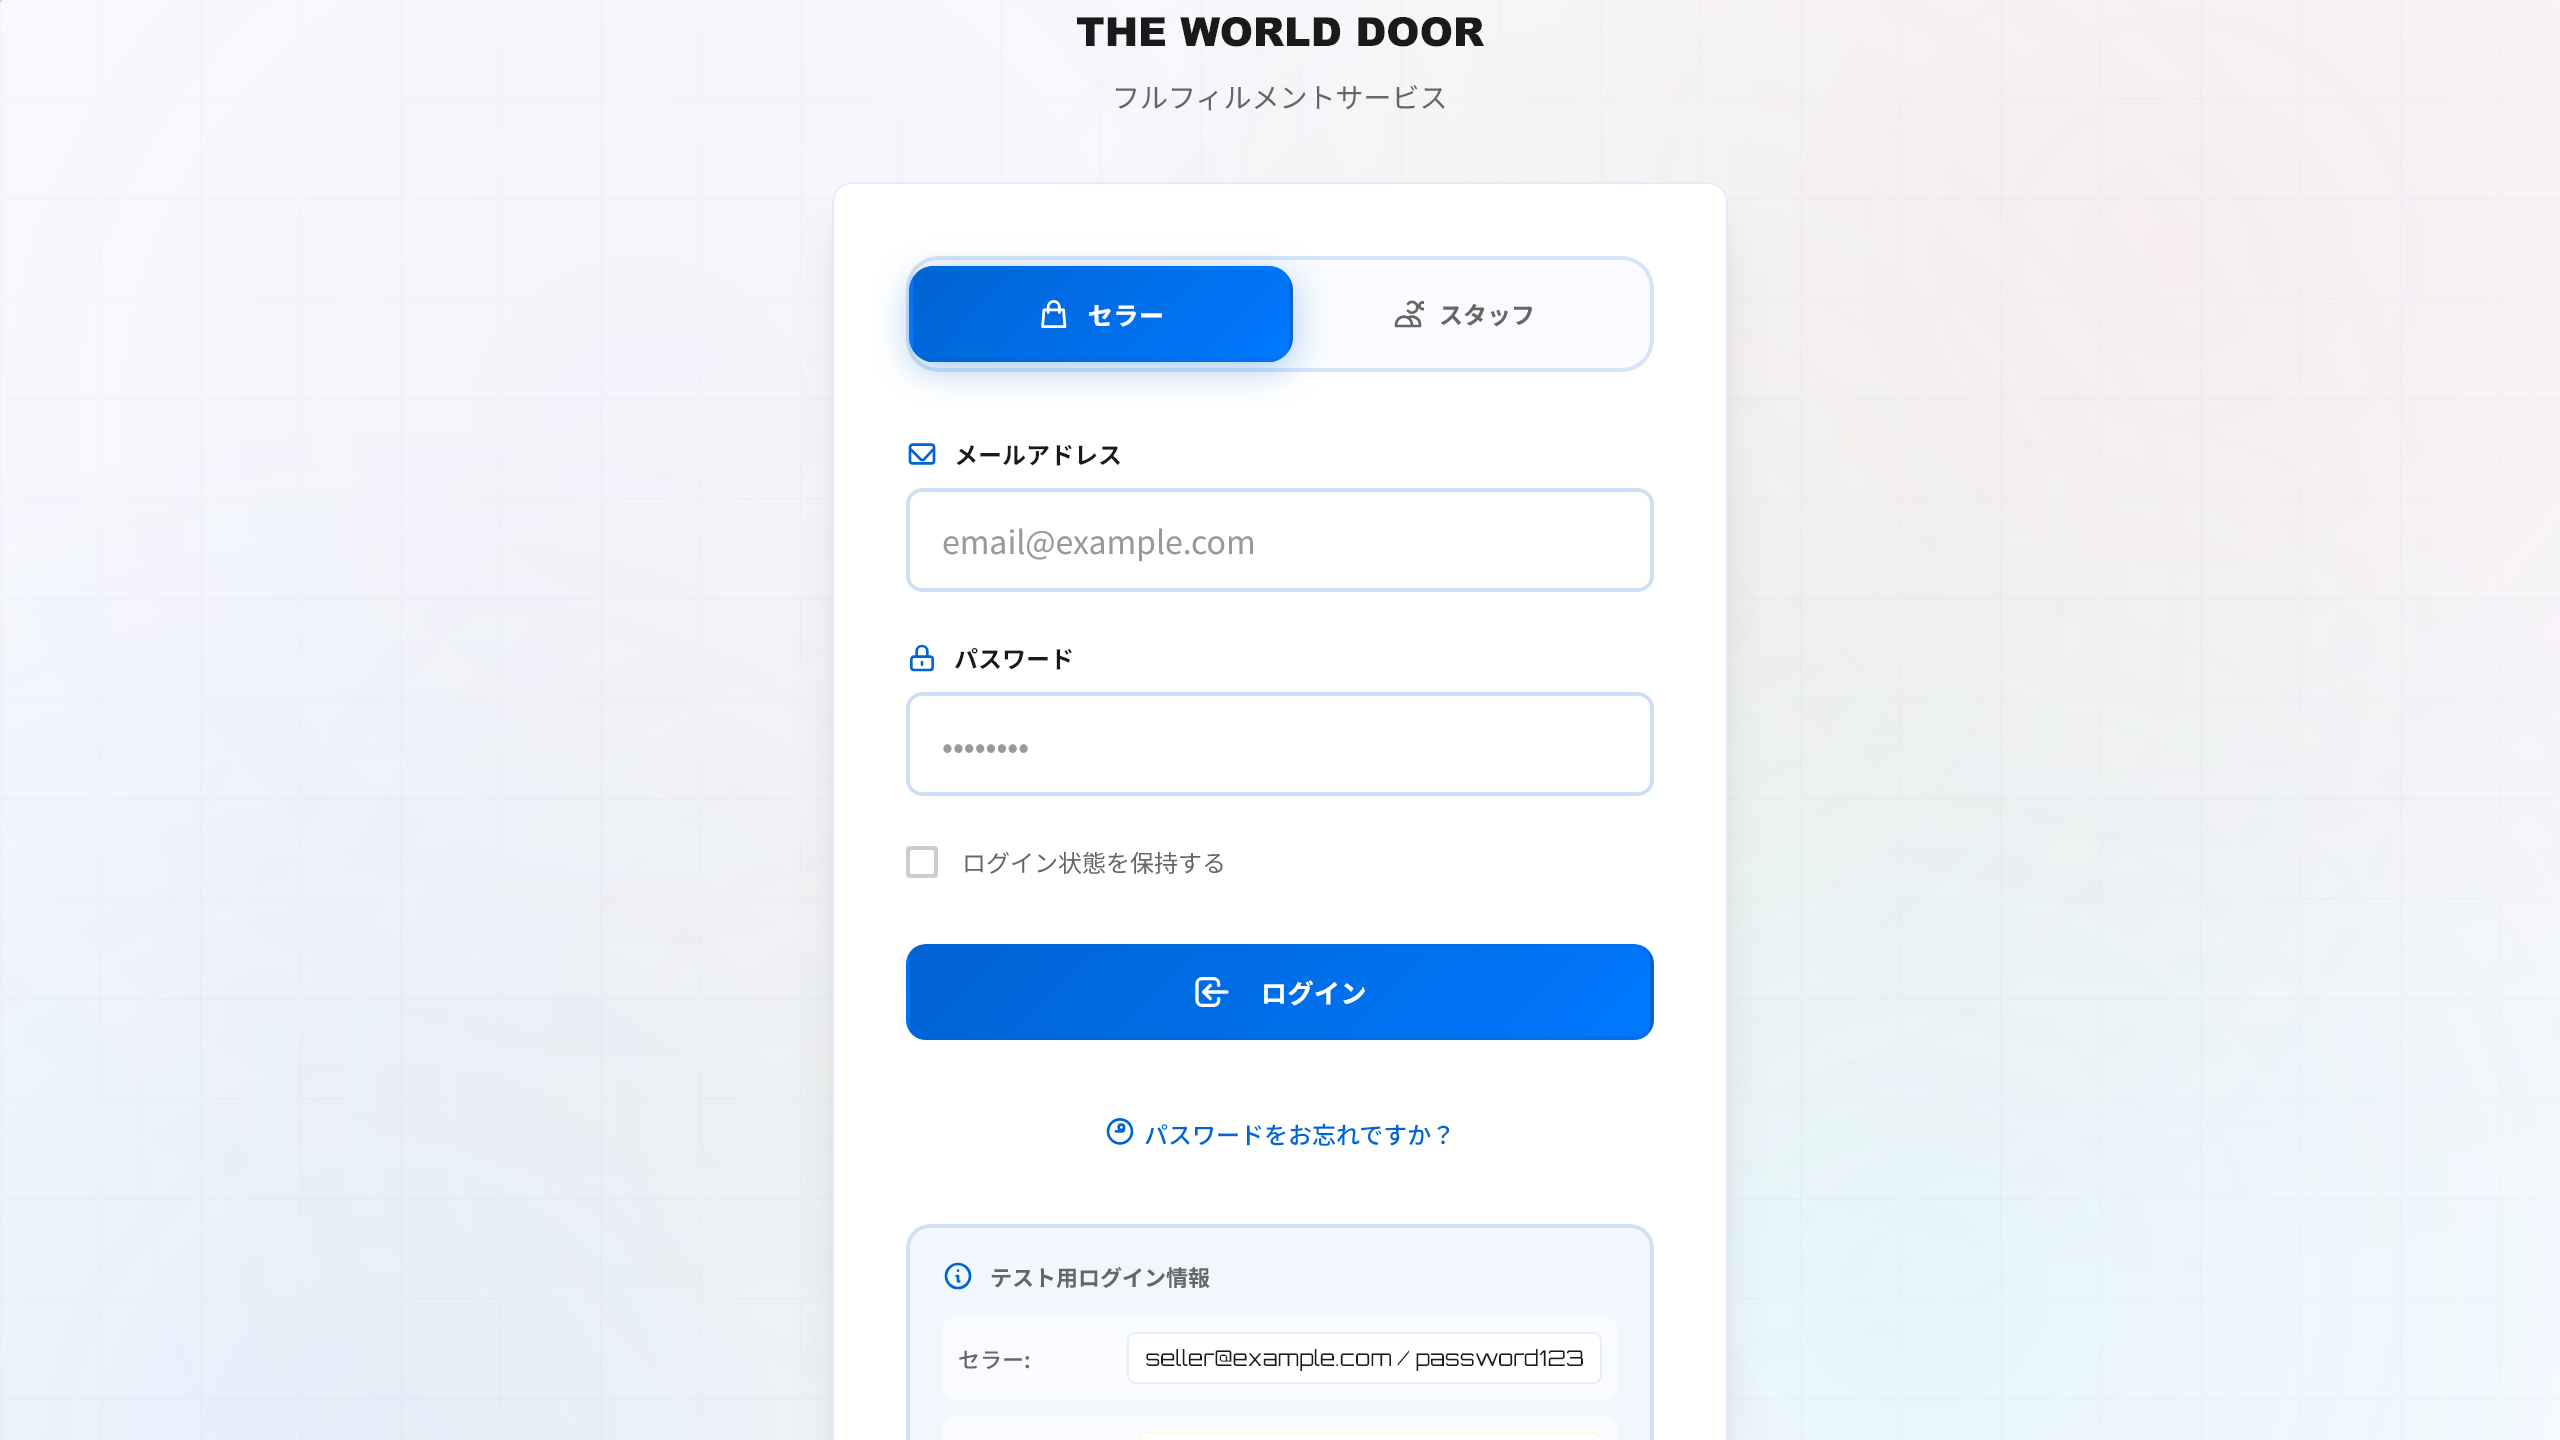 THE WORLD DOOR
フルフィルメントサービス
セラー
スタッフ
メールアドレス
email@example.com
パスワード
••••••••
ログイン状態を保持する
ログイン
パスワードをお忘れですか？
テスト用ログイン情報
セラー: seller@example.com / password123